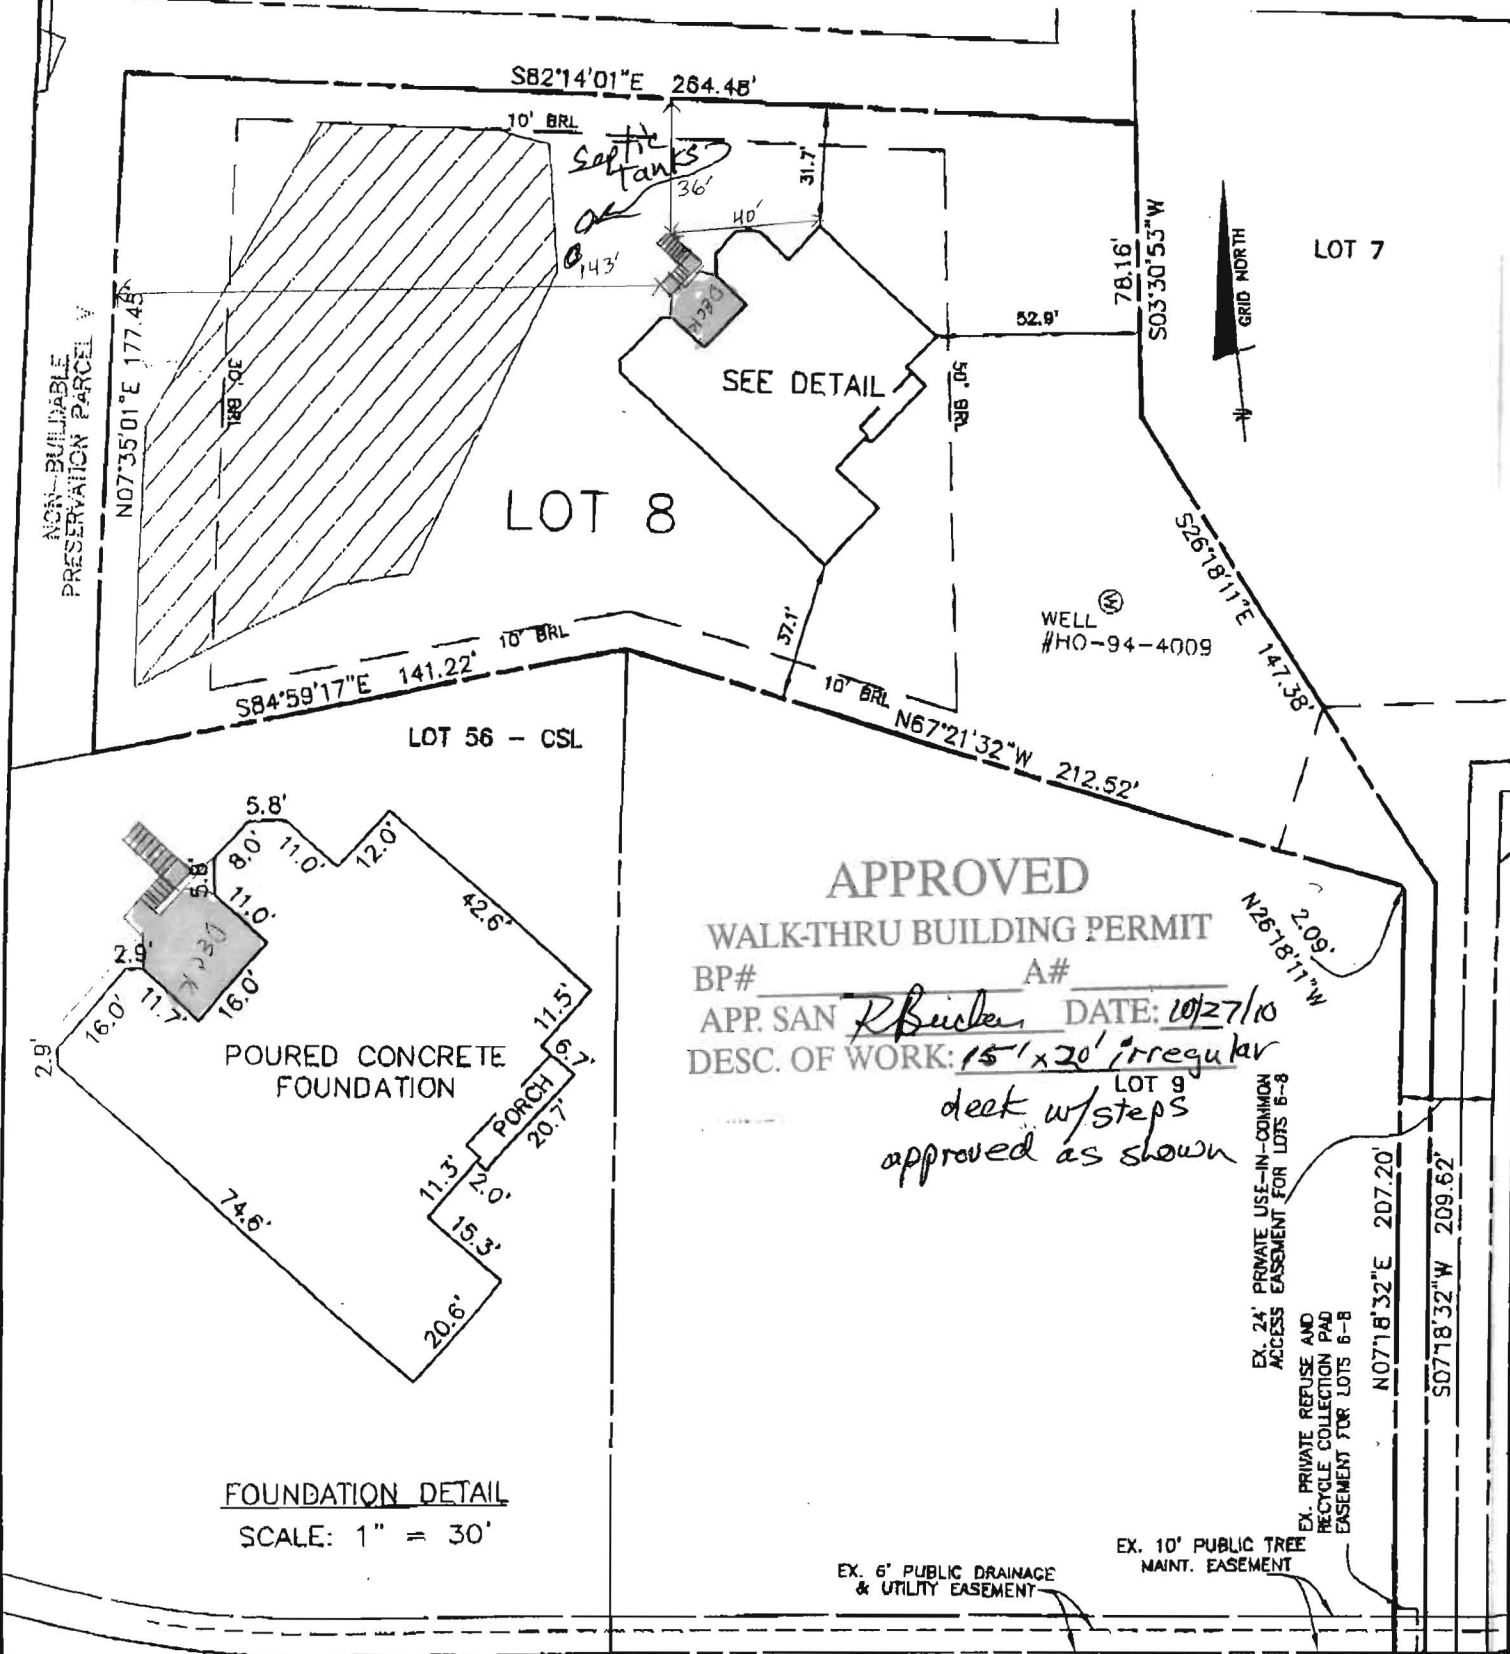 S82°14'01"E 264.48'
10' BRL
Septic
tanks
36'
40'
31.7'
143'
DECK
SEE DETAIL
52.9'
78.16'
S03°30'53"W
GRID NORTH
LOT 7
NON-BUILDABLE
PRESERVATION PARCEL V
N07°35'01"E 177.45'
30' BRL
50' BRL
LOT 8
S26°18'11"E 147.38'
W
WELL
#HO-94-4009
37.1'
10' BRL
10' BRL
S84°59'17"E 141.22'
N67°21'32"W 212.52'
LOT 56 - CSL
2.09'
N26°18'11"W
5.8'
8.0'
11.0'
12.0'
5.8'
11.0'
42.6'
DECK
2.9'
16.0'
11.7'
16.0'
2.9'
11.5'
6.7'
POURED CONCRETE
FOUNDATION
PORCH
20.7'
11.3'
2.0'
15.3'
74.6'
20.6'
FOUNDATION DETAIL
SCALE: 1" = 30'
APPROVED
WALK-THRU BUILDING PERMIT
BP# A#
APP. SAN DATE: 10/27/10
DESC. OF WORK: 15' x 20' irregular
LOT 9
deck w/steps
approved as shown
EX. 24' PRIVATE USE-IN-COMMON
ACCESS EASEMENT FOR LOTS 6-8
N07°18'32"E 207.20'
S07°18'32"W 209.62'
EX. PRIVATE REFUSE AND
RECYCLE COLLECTION PAD
EASEMENT FOR LOTS 6-8
EX. 6' PUBLIC DRAINAGE
& UTILITY EASEMENT
EX. 10' PUBLIC TREE
MAINT. EASEMENT